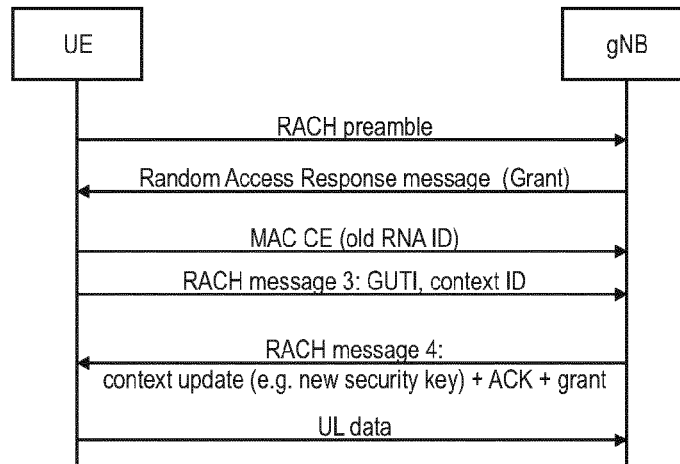 UE
gNB
RACH preamble
Random Access Response message (Grant)
MAC CE (old RNA ID)
RACH message 3: GUTI, context ID
RACH message 4:
context update (e.g. new security key) + ACK + grant
UL data